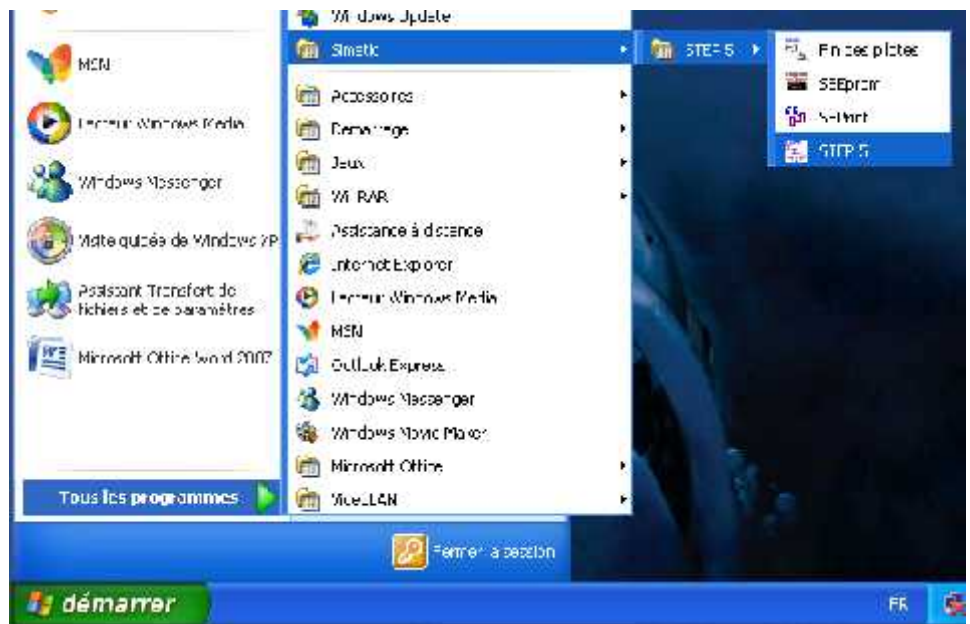 MSN
Lecteur Windows Media
Windows Messenger
Visite guidée de Windows XP
Assistant Transfert de
fichiers et de paramètres
Microsoft Office Word 2007
Tous les programmes
Windows Update
Simatic
Accessoires
Démarrage
Jeux
WinRAR
Assistance à distance
Internet Explorer
Lecteur Windows Media
MSN
Outlook Express
Windows Messenger
Windows Movie Maker
Microsoft Office
VideoLAN
STEP 5
SEEprom
STEP 5
Fermer la session
démarrer
FR